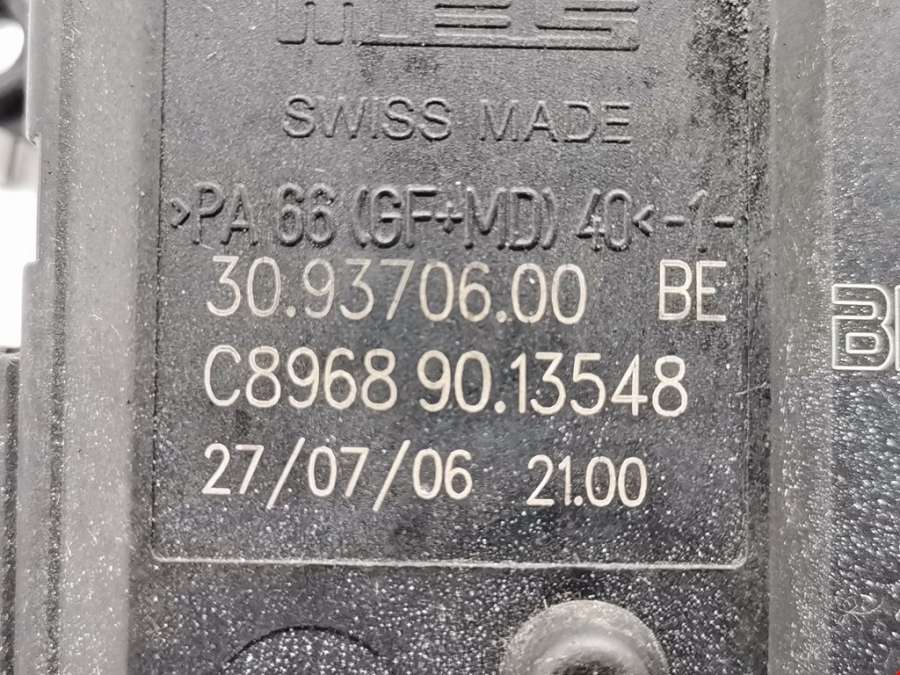 SWISS MADE
>PA 66 (GF+MD) 40<-1-
30.93706.00 BE
C8968 90.13548
27/07/06 21.00